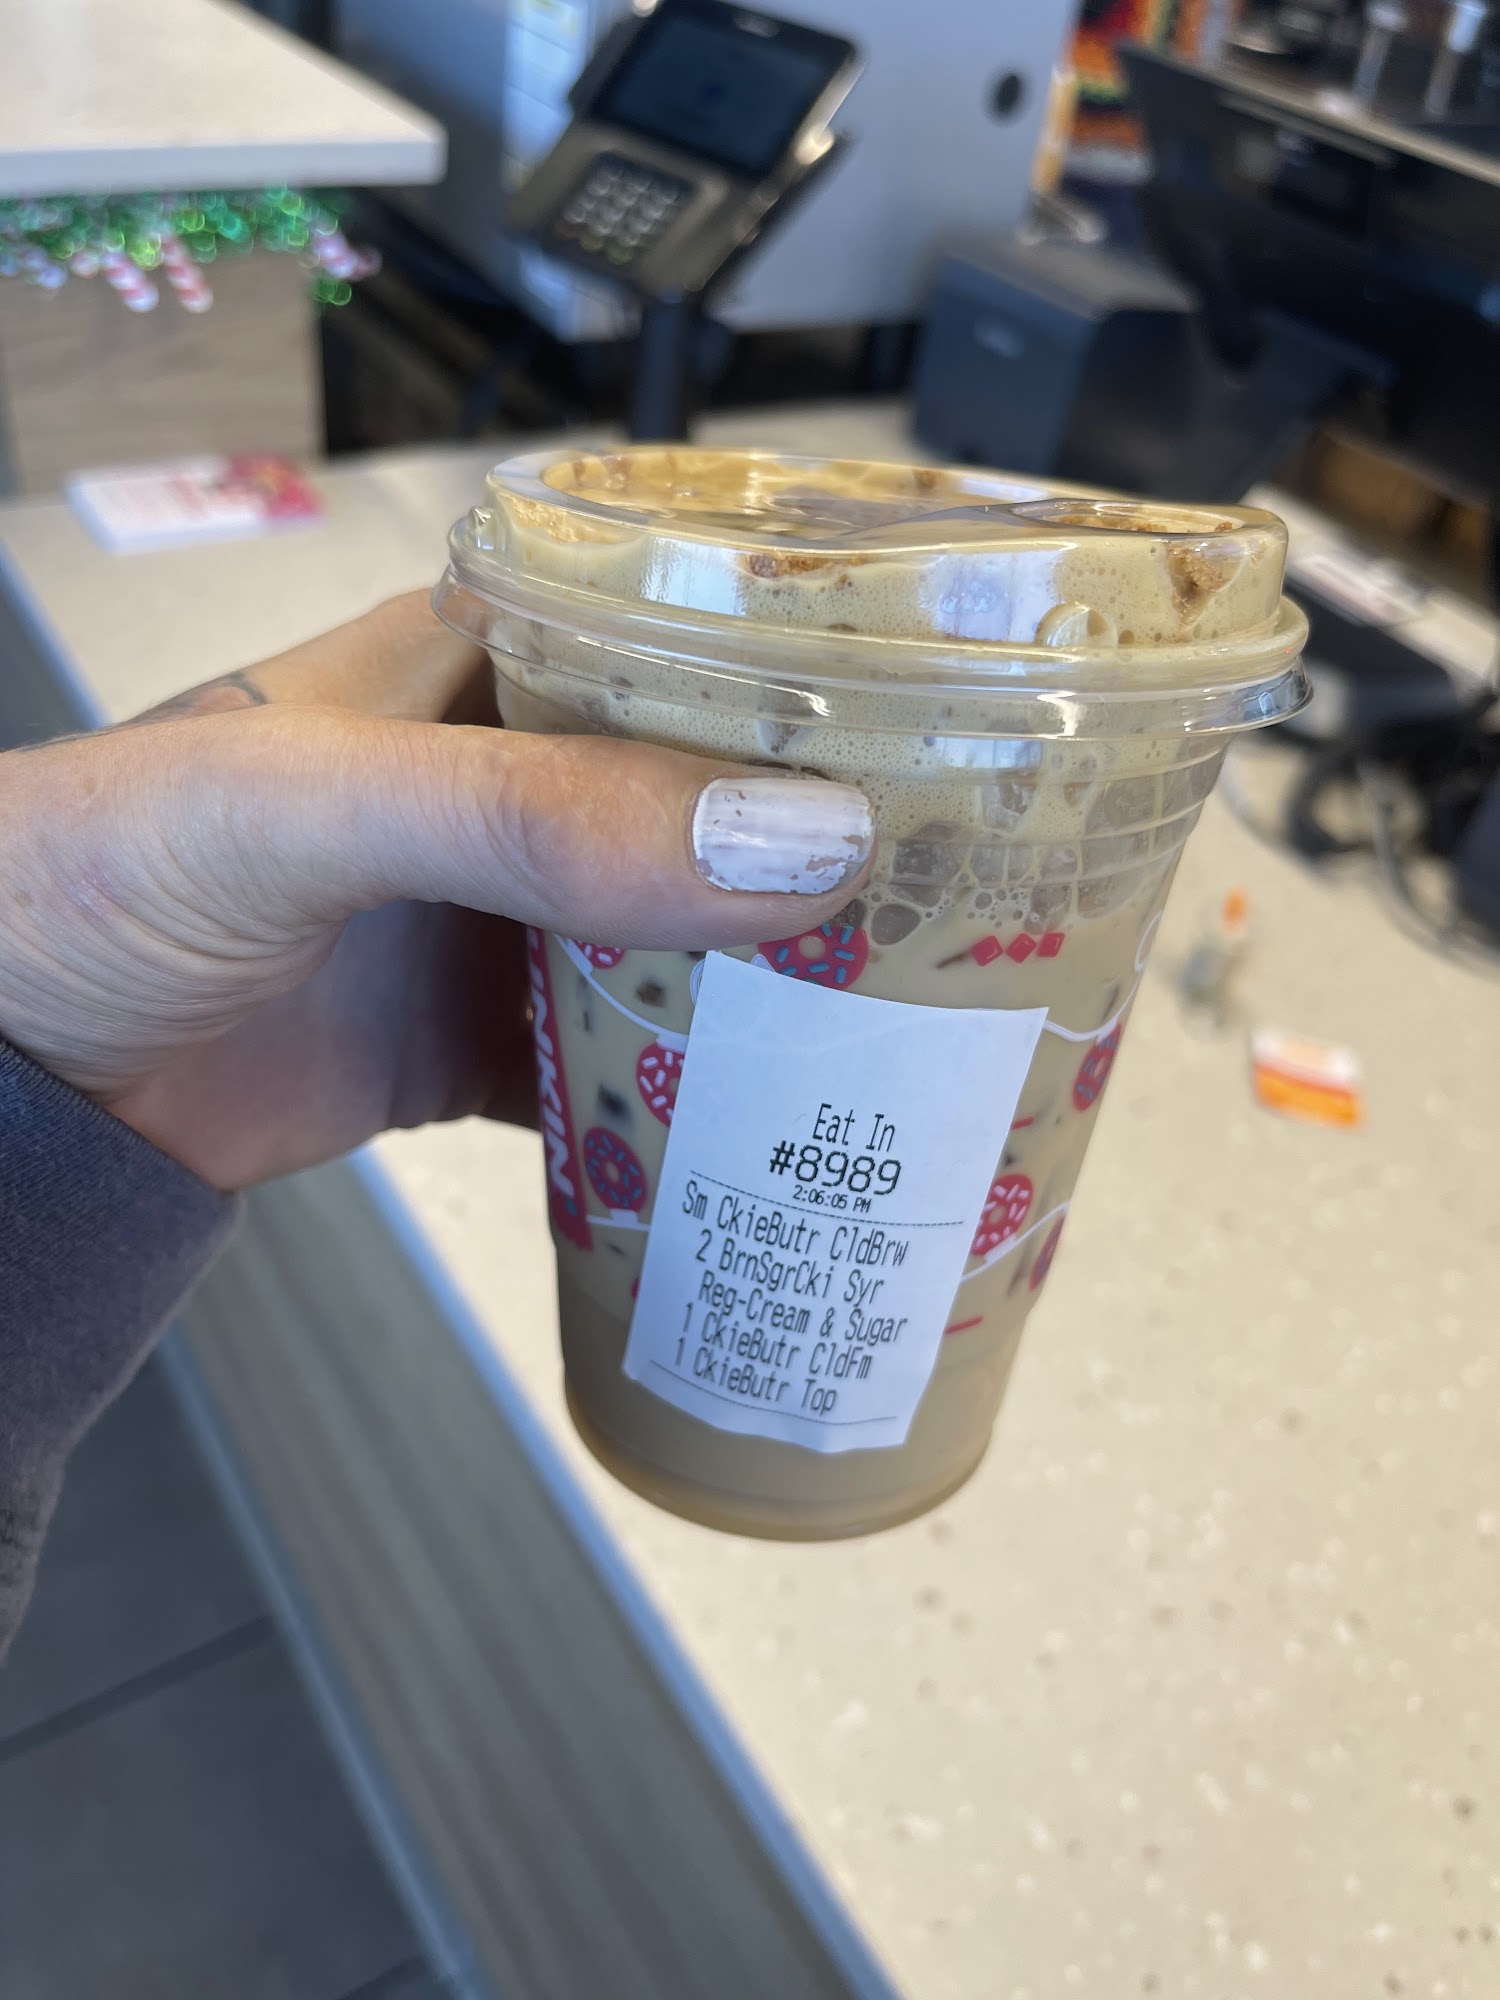 DUNKIN'
Eat In
#8989
2:06:05 PM
Sm CkieButr CldBrw
2 BrnSgrCki Syr
Reg-Cream & Sugar
1 CkieButr CldFm
1 CkieButr Top